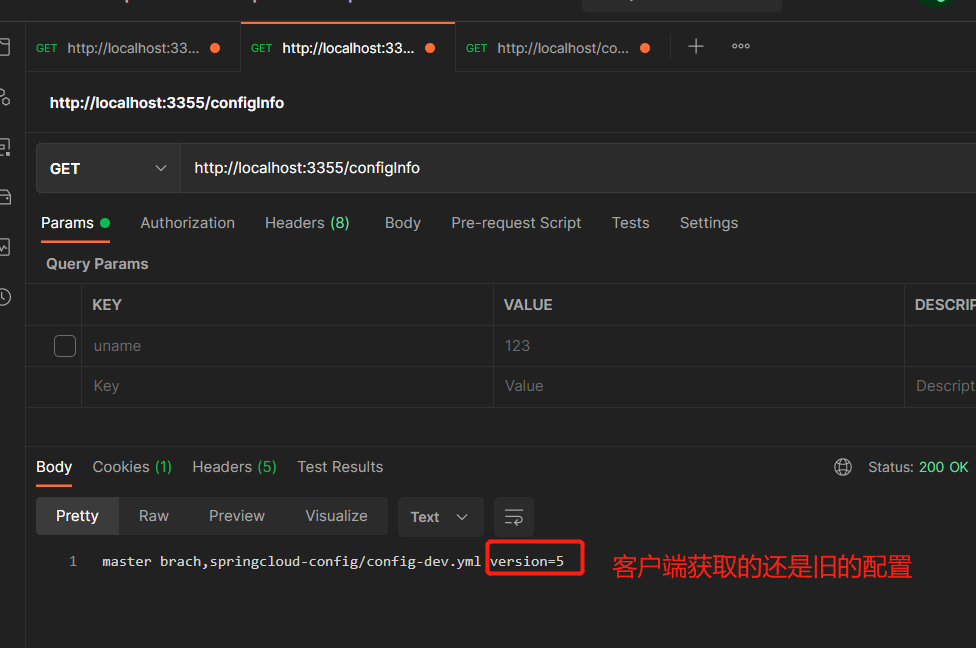 GET http://localhost:33...
GET http://localhost:33...
GET http://localhost/co...
http://localhost:3355/configInfo
GET http://localhost:3355/configInfo
Params Authorization Headers (8) Body Pre-request Script Tests Settings
Query Params
KEY VALUE DESCRIP
uname 123
Key Value Descript
Body Cookies (1) Headers (5) Test Results Status: 200 OK
Pretty Raw Preview Visualize Text
1 master brach,springcloud-config/config-dev.yml version=5 客户端获取的还是旧的配置